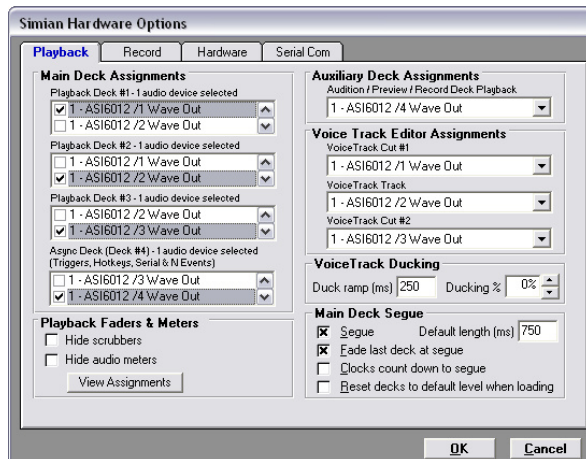 Simian Hardware Options
Playback
Record
Hardware
Serial Com
Main Deck Assignments
Playback Deck #1 - 1 audio device selected
1 - ASI6012 /1 Wave Out
1 - ASI6012 /2 Wave Out
Playback Deck #2 - 1 audio device selected
1 - ASI6012 /1 Wave Out
1 - ASI6012 /2 Wave Out
Playback Deck #3 - 1 audio device selected
1 - ASI6012 /2 Wave Out
1 - ASI6012 /3 Wave Out
Async Deck (Deck #4) - 1 audio device selected
(Triggers, Hotkeys, Serial & N Events)
1 - ASI6012 /3 Wave Out
1 - ASI6012 /4 Wave Out
Playback Faders & Meters
Hide scrubbers
Hide audio meters
View Assignments
Auxiliary Deck Assignments
Audition / Preview / Record Deck Playback
1 - ASI6012 /4 Wave Out
Voice Track Editor Assignments
VoiceTrack Cut #1
1 - ASI6012 /1 Wave Out
VoiceTrack Track
1 - ASI6012 /2 Wave Out
VoiceTrack Cut #2
1 - ASI6012 /3 Wave Out
VoiceTrack Ducking
Duck ramp (ms) 250 Ducking % 0%
Main Deck Segue
Segue Default length (ms) 750
Fade last deck at segue
Clocks count down to segue
Reset decks to default level when loading
OK
Cancel